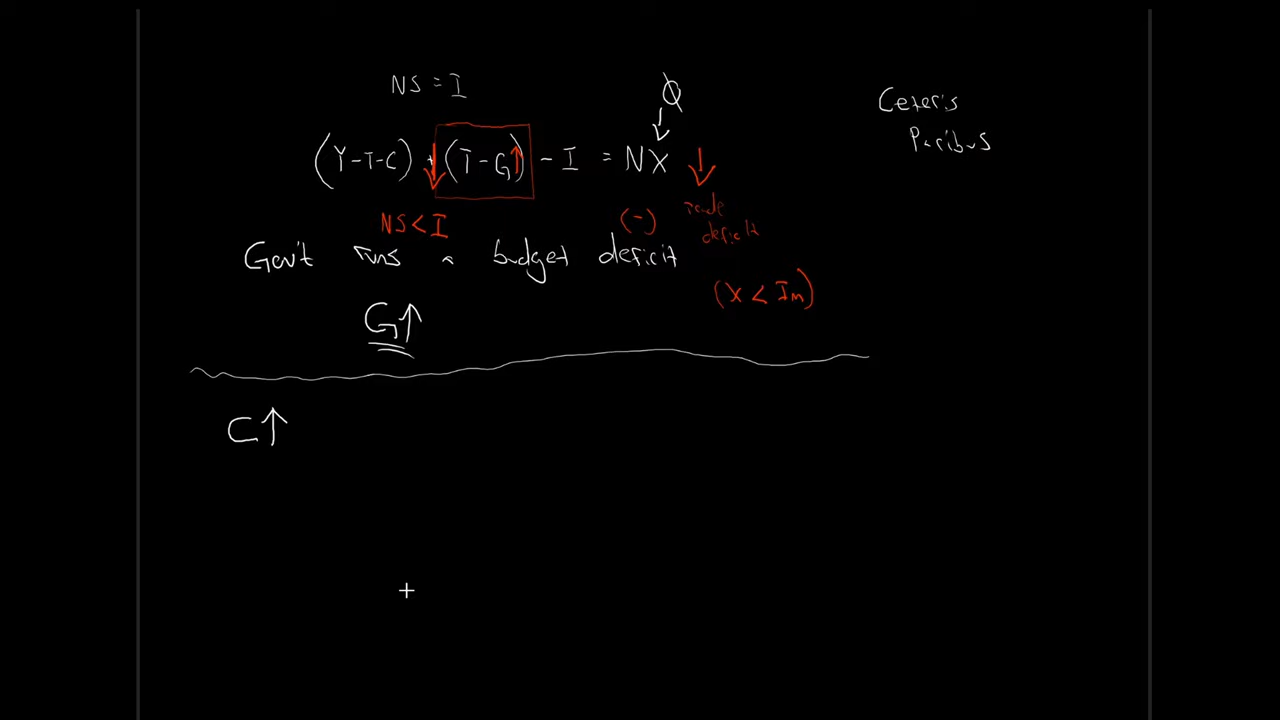 NS = I
Ø
Ceteris
Paribus
(Y-T-C) + (T-G↑) - I = NX ↓
NS < I
(-)
Trade
deficit
Gov't runs a budget deficit
(X < Im)
G↑
C↑